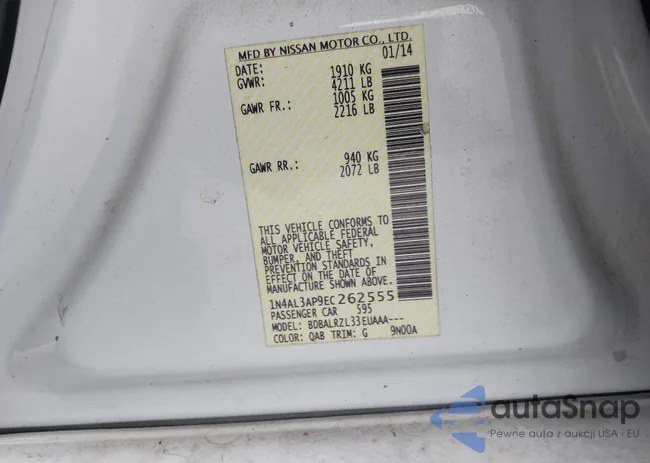 MFD BY NISSAN MOTOR CO., LTD.
DATE: 01/14
GVWR: 1910 KG
4211 LB
GAWR FR.: 1005 KG
2216 LB
GAWR RR.: 940 KG
2072 LB
THIS VEHICLE CONFORMS TO
ALL APPLICABLE FEDERAL
MOTOR VEHICLE SAFETY,
BUMPER, AND THEFT
PREVENTION STANDARDS IN
EFFECT ON THE DATE OF
MANUFACTURE SHOWN ABOVE.
1N4AL3AP9EC262555
PASSENGER CAR 595
MODEL: BDBALRZL33EUAAA---
COLOR: QAB TRIM: G 9N00A
autaSnap
Pewne auta z aukcji USA i EU